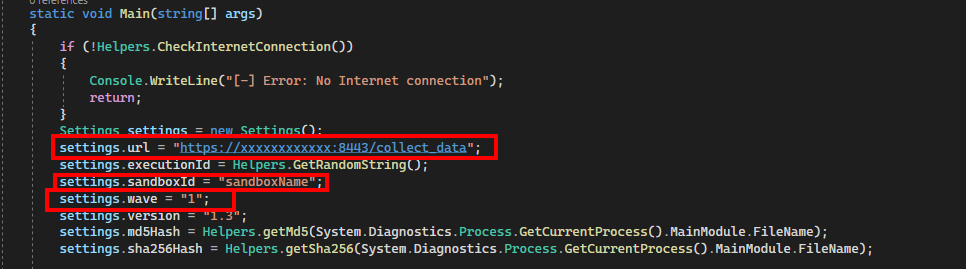 0 references
static void Main(string[] args)
{
if (!Helpers.CheckInternetConnection())
{
Console.WriteLine("[-] Error: No Internet connection");
return;
}
Settings settings = new Settings();
settings.url = "https://xxxxxxxxxxxx:8443/collect_data";
settings.executionId = Helpers.GetRandomString();
settings.sandboxId = "sandboxName";
settings.wave = "1";
settings.version = "1.3";
settings.md5Hash = Helpers.getMd5(System.Diagnostics.Process.GetCurrentProcess().MainModule.FileName);
settings.sha256Hash = Helpers.getSha256(System.Diagnostics.Process.GetCurrentProcess().MainModule.FileName);